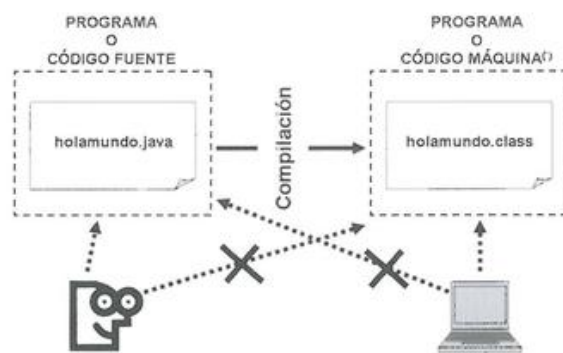 PROGRAMA
O
CÓDIGO FUENTE
holamundo.java
Compilación
PROGRAMA
O
CÓDIGO MÁQUINA(*)
holamundo.class